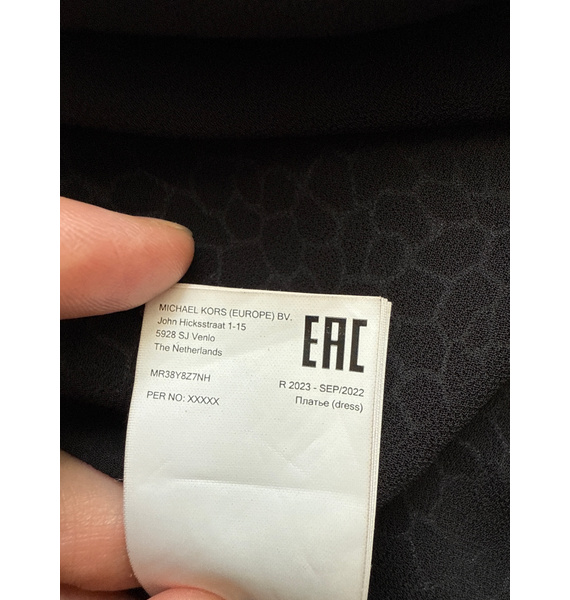 MICHAEL KORS (EUROPE) BV.
John Hicksstraat 1-15
5928 SJ Venlo
The Netherlands
EAC
MR38Y8Z7NH
R 2023 - SEP/2022
PER NO: XXXXX
Платье (dress)